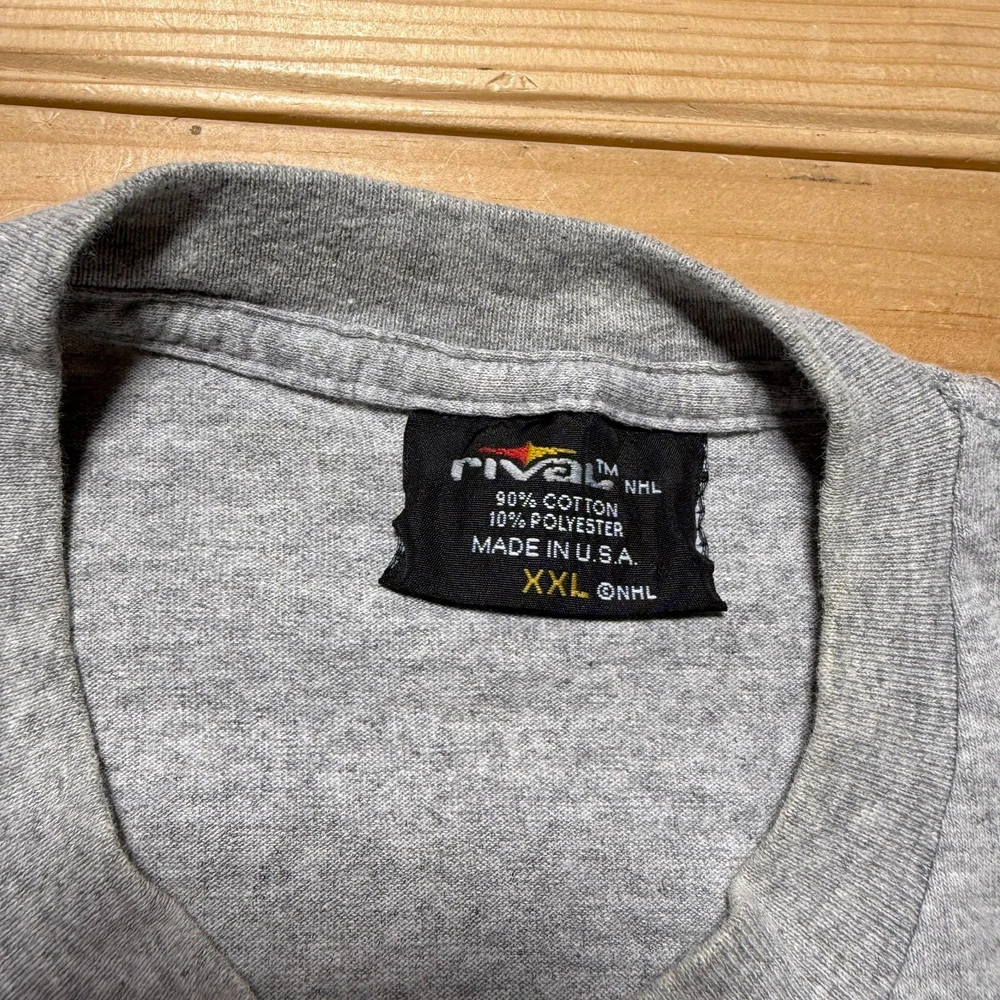 rival™ NHL
90% COTTON
10% POLYESTER
MADE IN U.S.A.
XXL ©NHL